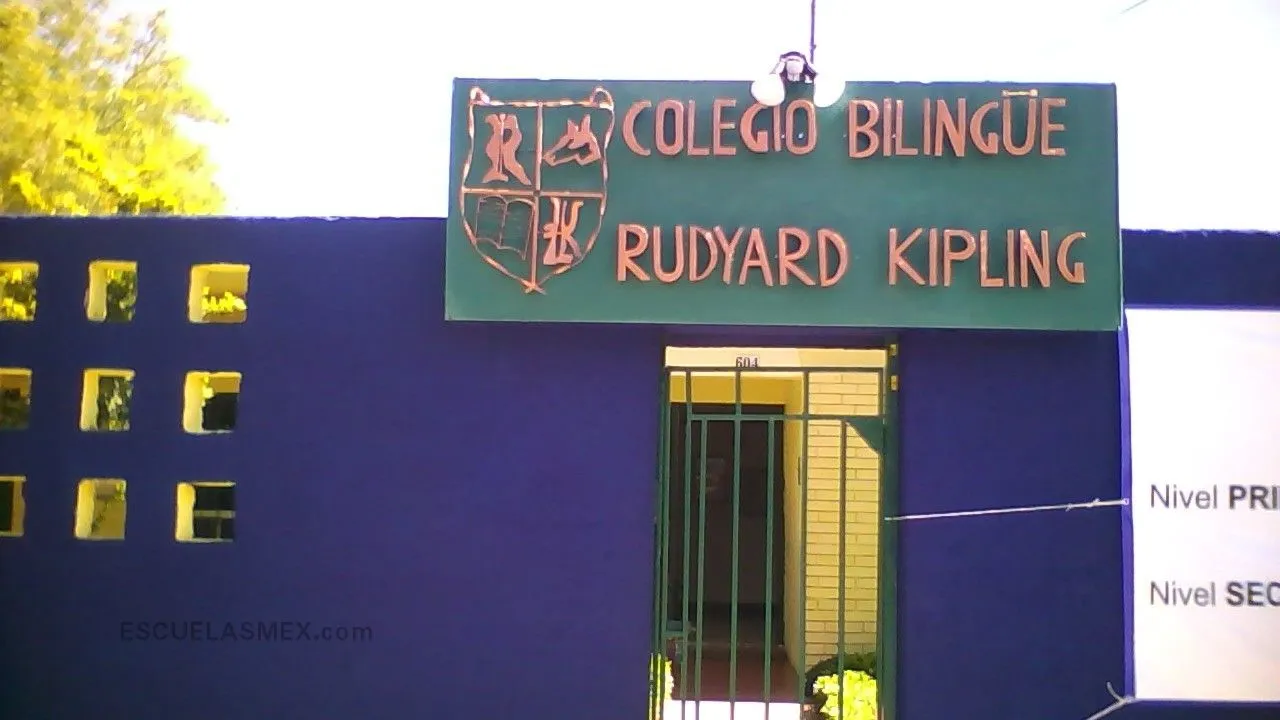 COLEGIO BILINGÜE
RUDYARD KIPLING
604
Nivel PRI
Nivel SEC
ESCUELASMEX.com